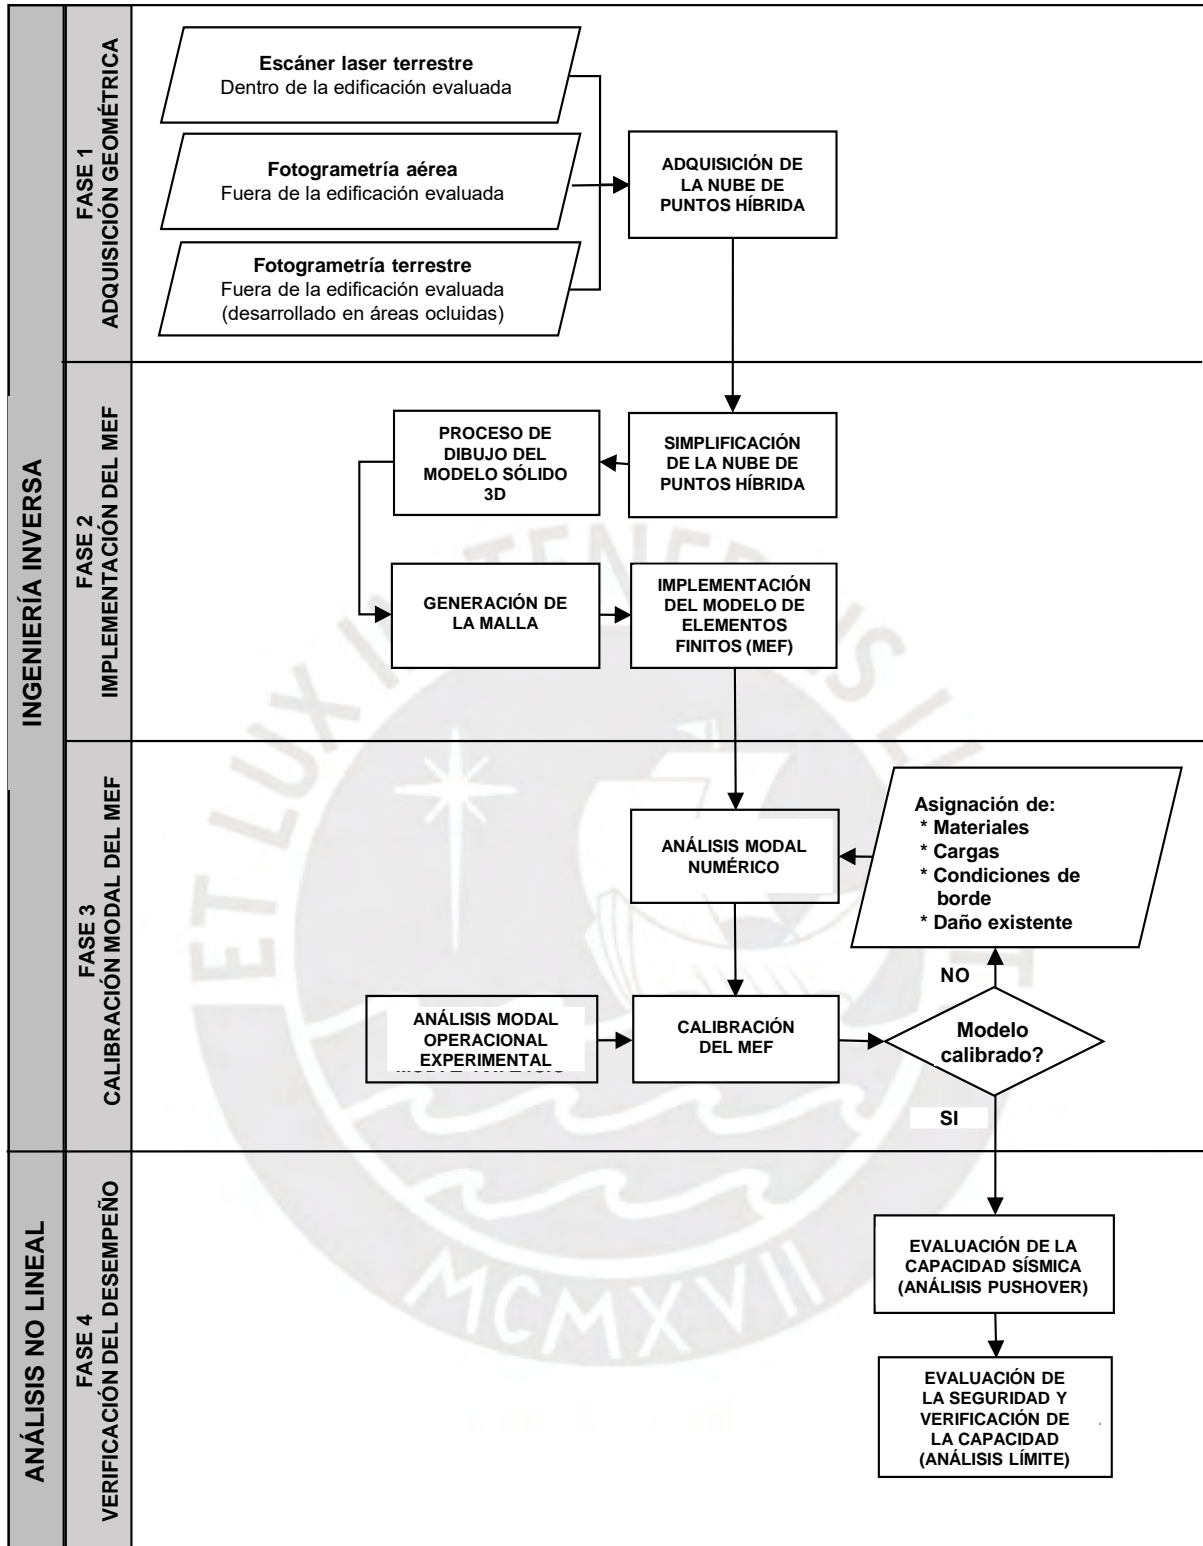 INGENIERÍA INVERSA
FASE 1
ADQUISICIÓN GEOMÉTRICA
Escáner laser terrestre
Dentro de la edificación evaluada
Fotogrametría aérea
Fuera de la edificación evaluada
Fotogrametría terrestre
Fuera de la edificación evaluada
(desarrollado en áreas ocluidas)
ADQUISICIÓN DE
LA NUBE DE
PUNTOS HÍBRIDA
FASE 2
IMPLEMENTACIÓN DEL MEF
SIMPLIFICACIÓN
DE LA NUBE DE
PUNTOS HÍBRIDA
PROCESO DE
DIBUJO DEL
MODELO SÓLIDO
3D
GENERACIÓN DE
LA MALLA
IMPLEMENTACIÓN
DEL MODELO DE
ELEMENTOS
FINITOS (MEF)
FASE 3
CALIBRACIÓN MODAL DEL MEF
ANÁLISIS MODAL
NUMÉRICO
Asignación de:
* Materiales
* Cargas
* Condiciones de
borde
* Daño existente
NO
ANÁLISIS MODAL
OPERACIONAL
EXPERIMENTAL
CALIBRACIÓN
DEL MEF
Modelo
calibrado?
SI
ANÁLISIS NO LINEAL
FASE 4
VERIFICACIÓN DEL DESEMPEÑO
EVALUACIÓN DE LA
CAPACIDAD SÍSMICA
(ANÁLISIS PUSHOVER)
EVALUACIÓN DE
LA SEGURIDAD Y
VERIFICACIÓN DE
LA CAPACIDAD
(ANÁLISIS LÍMITE)
ET LUX IN TENEBRIS LUCET
MCMXVII